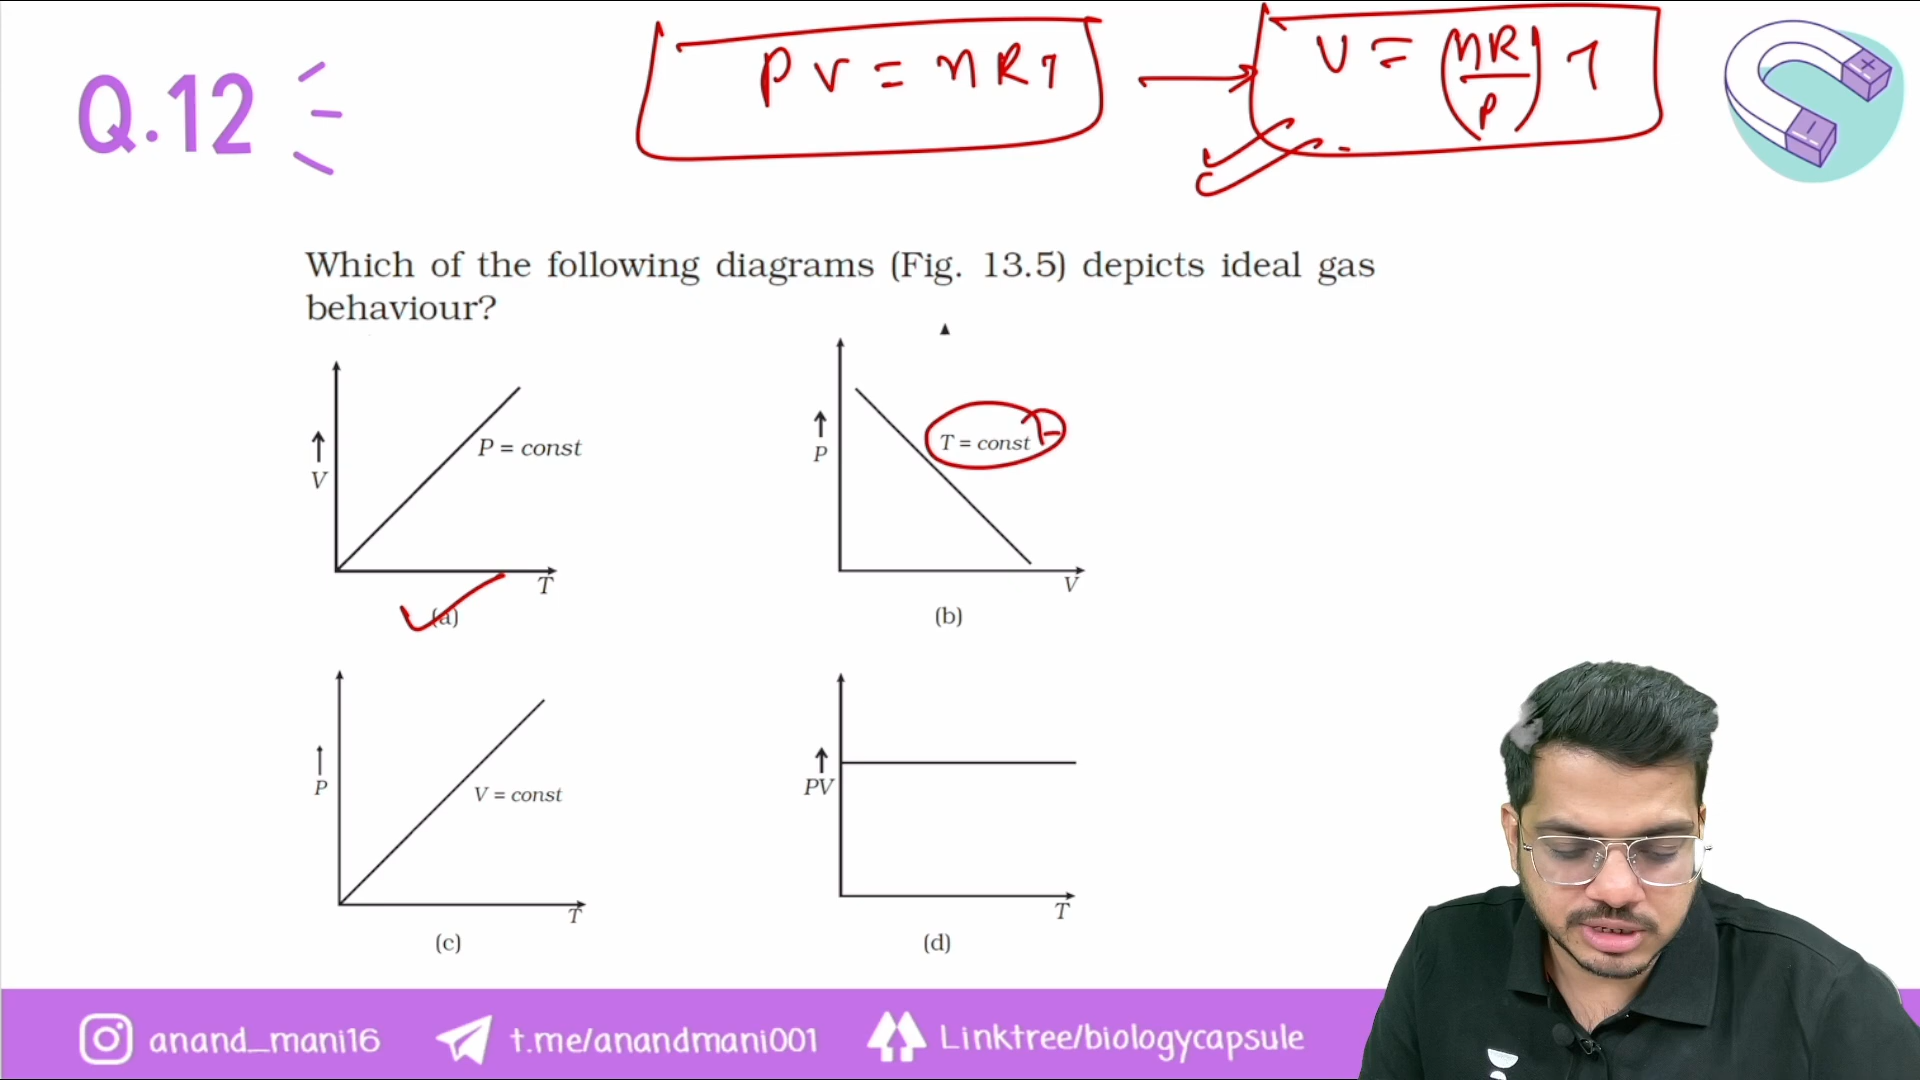 PV = nRT
V = (nR/P) T
Q.12
Which of the following diagrams (Fig. 13.5) depicts ideal gas
behaviour?
V
P = const
T
(a)
P
T = const
V
(b)
P
V = const
T
(c)
PV
T
(d)
anand_mani16
t.me/anandmani001
Linktree/biologycapsule